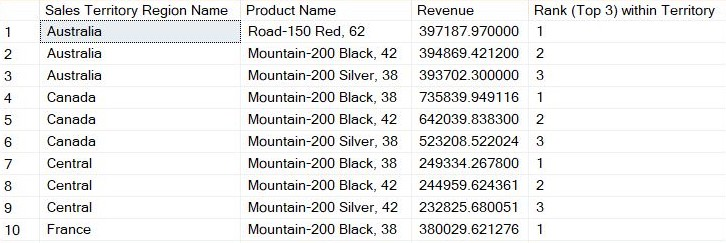 Sales Territory Region Name Product Name Revenue Rank (Top 3) within Territory
1 Australia Road-150 Red, 62 397187.970000 1
2 Australia Mountain-200 Black, 42 394869.421200 2
3 Australia Mountain-200 Silver, 38 393702.300000 3
4 Canada Mountain-200 Black, 38 735839.949116 1
5 Canada Mountain-200 Black, 42 642039.838300 2
6 Canada Mountain-200 Silver, 38 523208.522024 3
7 Central Mountain-200 Black, 38 249334.267800 1
8 Central Mountain-200 Black, 42 244959.624361 2
9 Central Mountain-200 Silver, 42 232825.680051 3
10 France Mountain-200 Black, 38 380029.621276 1